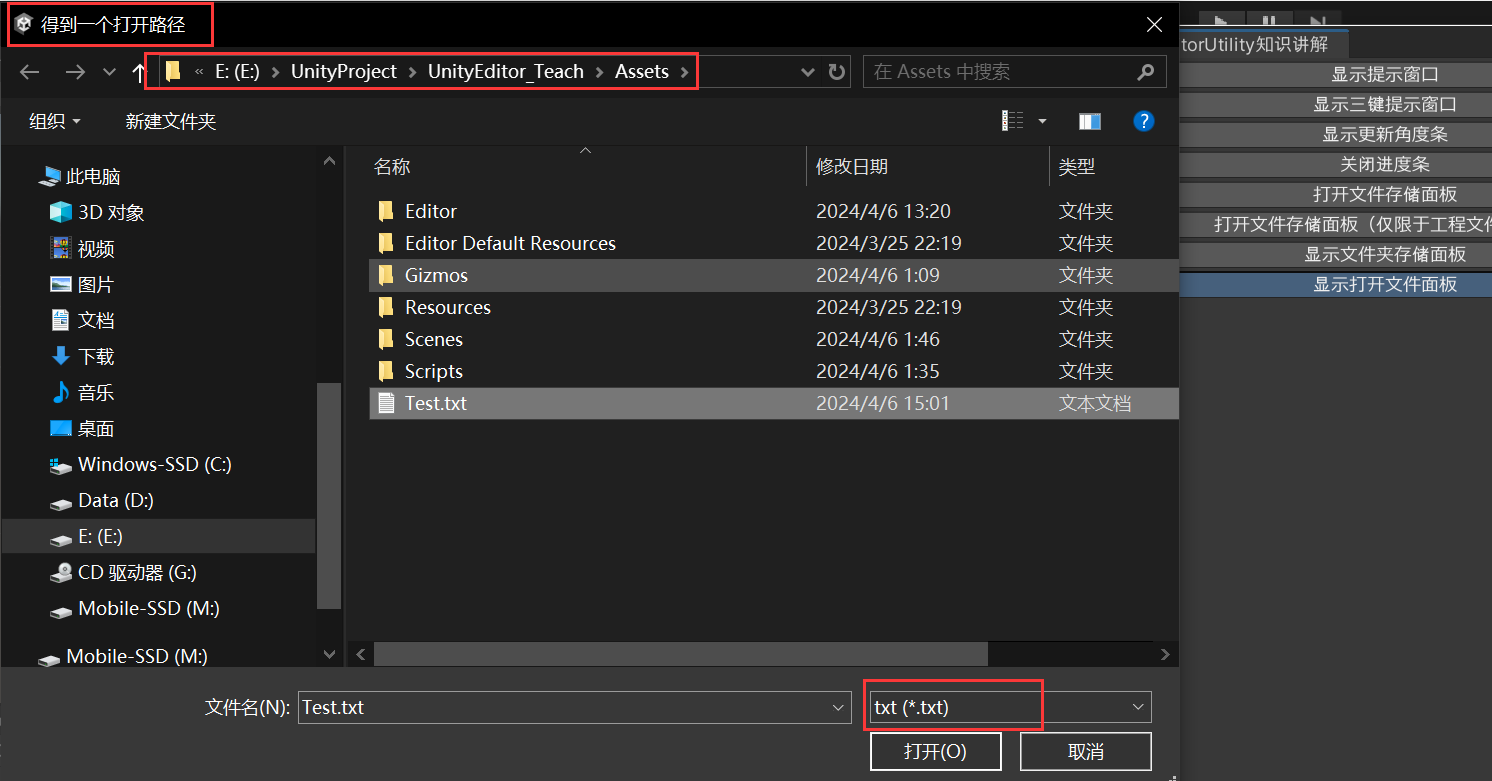 得到一个打开路径
« E: (E:) > UnityProject > UnityEditor_Teach > Assets >
在 Assets 中搜索
组织
新建文件夹
此电脑
3D 对象
视频
图片
文档
下载
音乐
桌面
Windows-SSD (C:)
Data (D:)
E: (E:)
CD 驱动器 (G:)
Mobile-SSD (M:)
Mobile-SSD (M:)
名称 修改日期 类型
Editor 2024/4/6 13:20 文件夹
Editor Default Resources 2024/3/25 22:19 文件夹
Gizmos 2024/4/6 1:09 文件夹
Resources 2024/3/25 22:19 文件夹
Scenes 2024/4/6 1:46 文件夹
Scripts 2024/4/6 1:35 文件夹
Test.txt 2024/4/6 15:01 文本文档
文件名(N): Test.txt
txt (*.txt)
打开(O) 取消
torUtility知识讲解
显示提示窗口
显示三键提示窗口
显示更新角度条
关闭进度条
打开文件存储面板
打开文件存储面板（仅限于工程文件
显示文件夹存储面板
显示打开文件面板